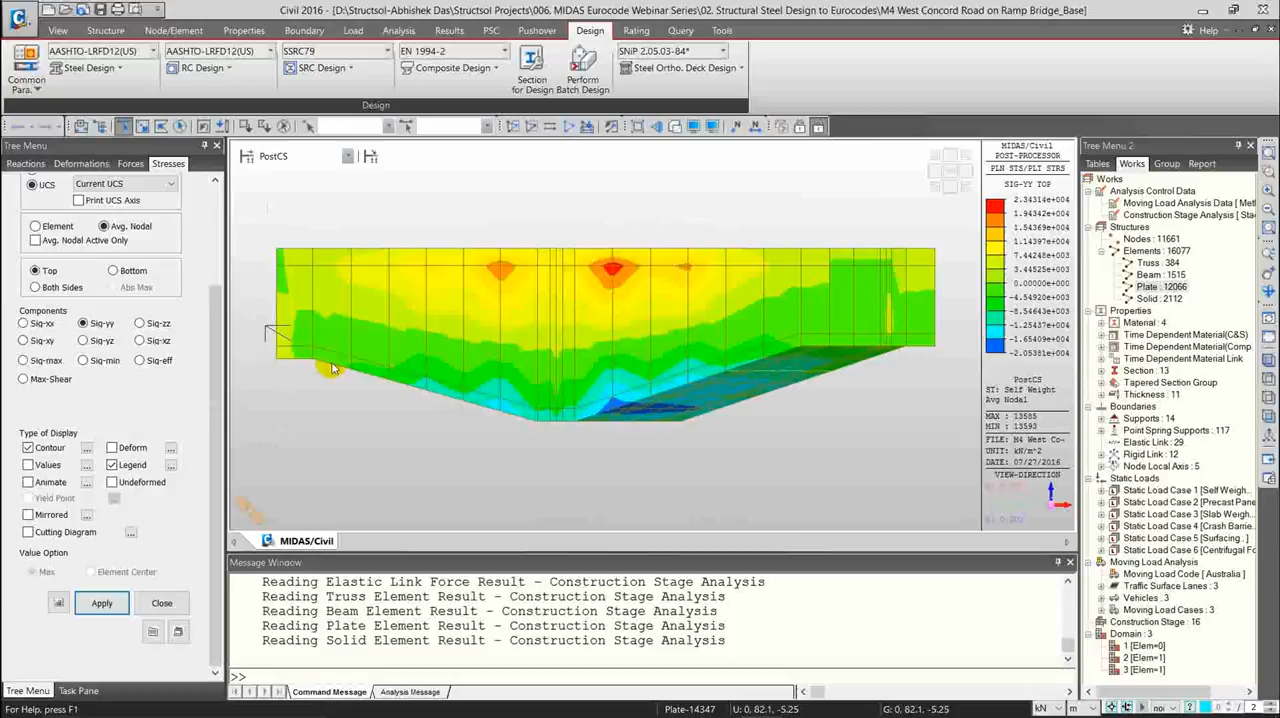 Civil 2016 - [D:\Structsol-Abhishek Das\Structsol Projects\006. MIDAS Eurocode Webinar Series\02. Structural Steel Design to Eurocodes\M4 West Concord Road on Ramp Bridge_Base]
View Structure Node/Element Properties Boundary Load Analysis Results PSC Pushover Design Rating Query Tools Help
AASHTO-LRFD12(US) AASHTO-LRFD12(US) SSRC79 EN 1994-2 SNiP 2.05.03-84*
Steel Design RC Design SRC Design Composite Design Steel Ortho. Deck Design
Common Para.
Section for Design
Perform Batch Design
Design
Tree Menu
Reactions Deformations Forces Stresses
UCS Current UCS
Print UCS Axis
Element Avg. Nodal
Avg. Nodal Active Only
Top Bottom
Both Sides Abs Max
Components
Sig-xx Sig-yy Sig-zz
Sig-xy Sig-yz Sig-xz
Sig-max Sig-min Sig-eff
Max-Shear
Type of Display
Contour ... Deform ...
Values ... Legend ...
Animate ... Undeformed
Yield Point
Mirrored ...
Cutting Diagram ...
Value Option
Max Element Center
Apply Close
Tree Menu Task Pane
For Help, press F1
PostCS
MIDAS/Civil
POST-PROCESSOR
PLN STS/PLT STRS
SIG-YY TOP
2.34314e+004
1.94342e+004
1.54370e+004
1.14397e+004
7.44248e+003
3.44525e+003
0.00000e+000
-4.54920e+003
-1.25437e+004
-2.05381e+004
PostCS
ST: Self Weight
Avg Nodal
MAX : 13585
MIN : 13593
FILE: M4 West Co-
UNIT: kN/m^2
DATE: 07/27/2016
VIEW-DIRECTION
MIDAS/Civil
Message Window
Reading Elastic Link Force Result - Construction Stage Analysis
Reading Truss Element Result - Construction Stage Analysis
Reading Beam Element Result - Construction Stage Analysis
Reading Plate Element Result - Construction Stage Analysis
Reading Solid Element Result - Construction Stage Analysis
>>
Command Message Analysis Message
Plate-14347 U: 0, 82.1, -5.25 G: 0, 82.1, -5.25 kN m
Tree Menu 2
Tables Works Group Report
Works
Analysis Control Data
Moving Load Analysis Data [ Met
Construction Stage Analysis [ Sta
Structures
Nodes : 11661
Elements : 16077
Truss : 384
Beam : 1515
Plate : 12066
Solid : 2112
Properties
Material : 4
Time Dependent Material(C&S)
Time Dependent Material(Comp.
Time Dependent Material Link
Section : 13
Tapered Section Group
Thickness : 11
Boundaries
Supports : 14
Point Spring Supports : 117
Elastic Link : 29
Rigid Link : 12
Node Local Axis : 5
Static Loads
Static Load Case 1 [Self Weigh...
Static Load Case 2 [Precast Pane
Static Load Case 3 [Slab Weigh...
Static Load Case 4 [Crash Barrie.
Static Load Case 5 [Surfacing ; ]
Static Load Case 6 [Centrifugal Fo
Moving Load Analysis
Moving Load Code [ Australia ]
Traffic Surface Lanes : 3
Vehicles : 3
Moving Load Cases : 3
Construction Stage : 16
Domain : 3
1 [Elem=0]
2 [Elem=1]
3 [Elem=1]